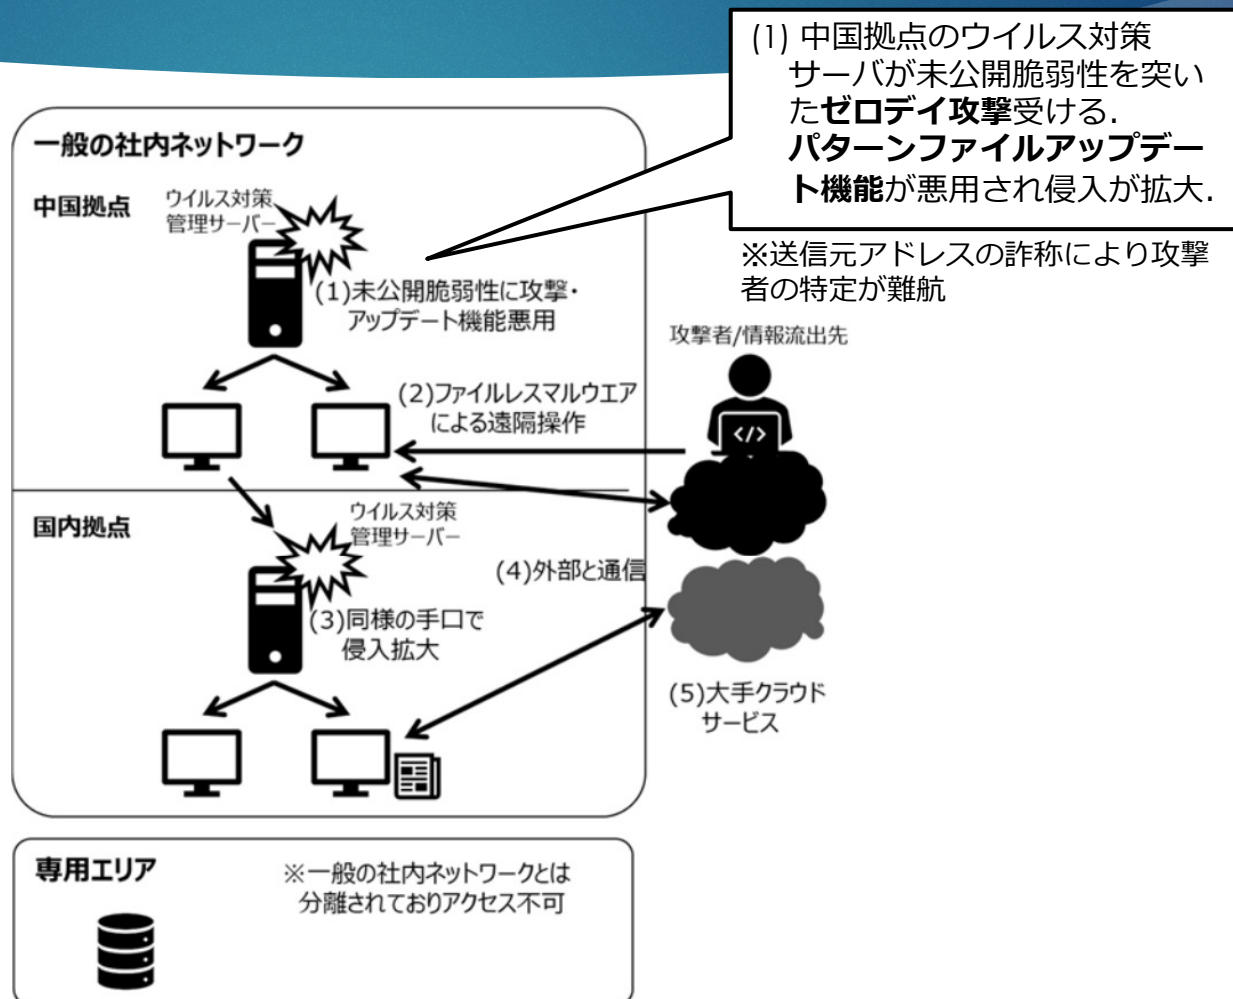 (1) 中国拠点のウイルス対策
サーバが未公開脆弱性を突い
たゼロデイ攻撃受ける.
パターンファイルアップデー
ト機能が悪用され侵入が拡大.
※送信元アドレスの詐称により攻撃
者の特定が難航
一般の社内ネットワーク
中国拠点
ウイルス対策
管理サーバー
(1)未公開脆弱性に攻撃・
アップデート機能悪用
攻撃者/情報流出先
</>
(2)ファイルレスマルウエア
による遠隔操作
国内拠点
ウイルス対策
管理サーバー
(4)外部と通信
(3)同様の手口で
侵入拡大
(5)大手クラウド
サービス
専用エリア
※一般の社内ネットワークとは
分離されておりアクセス不可